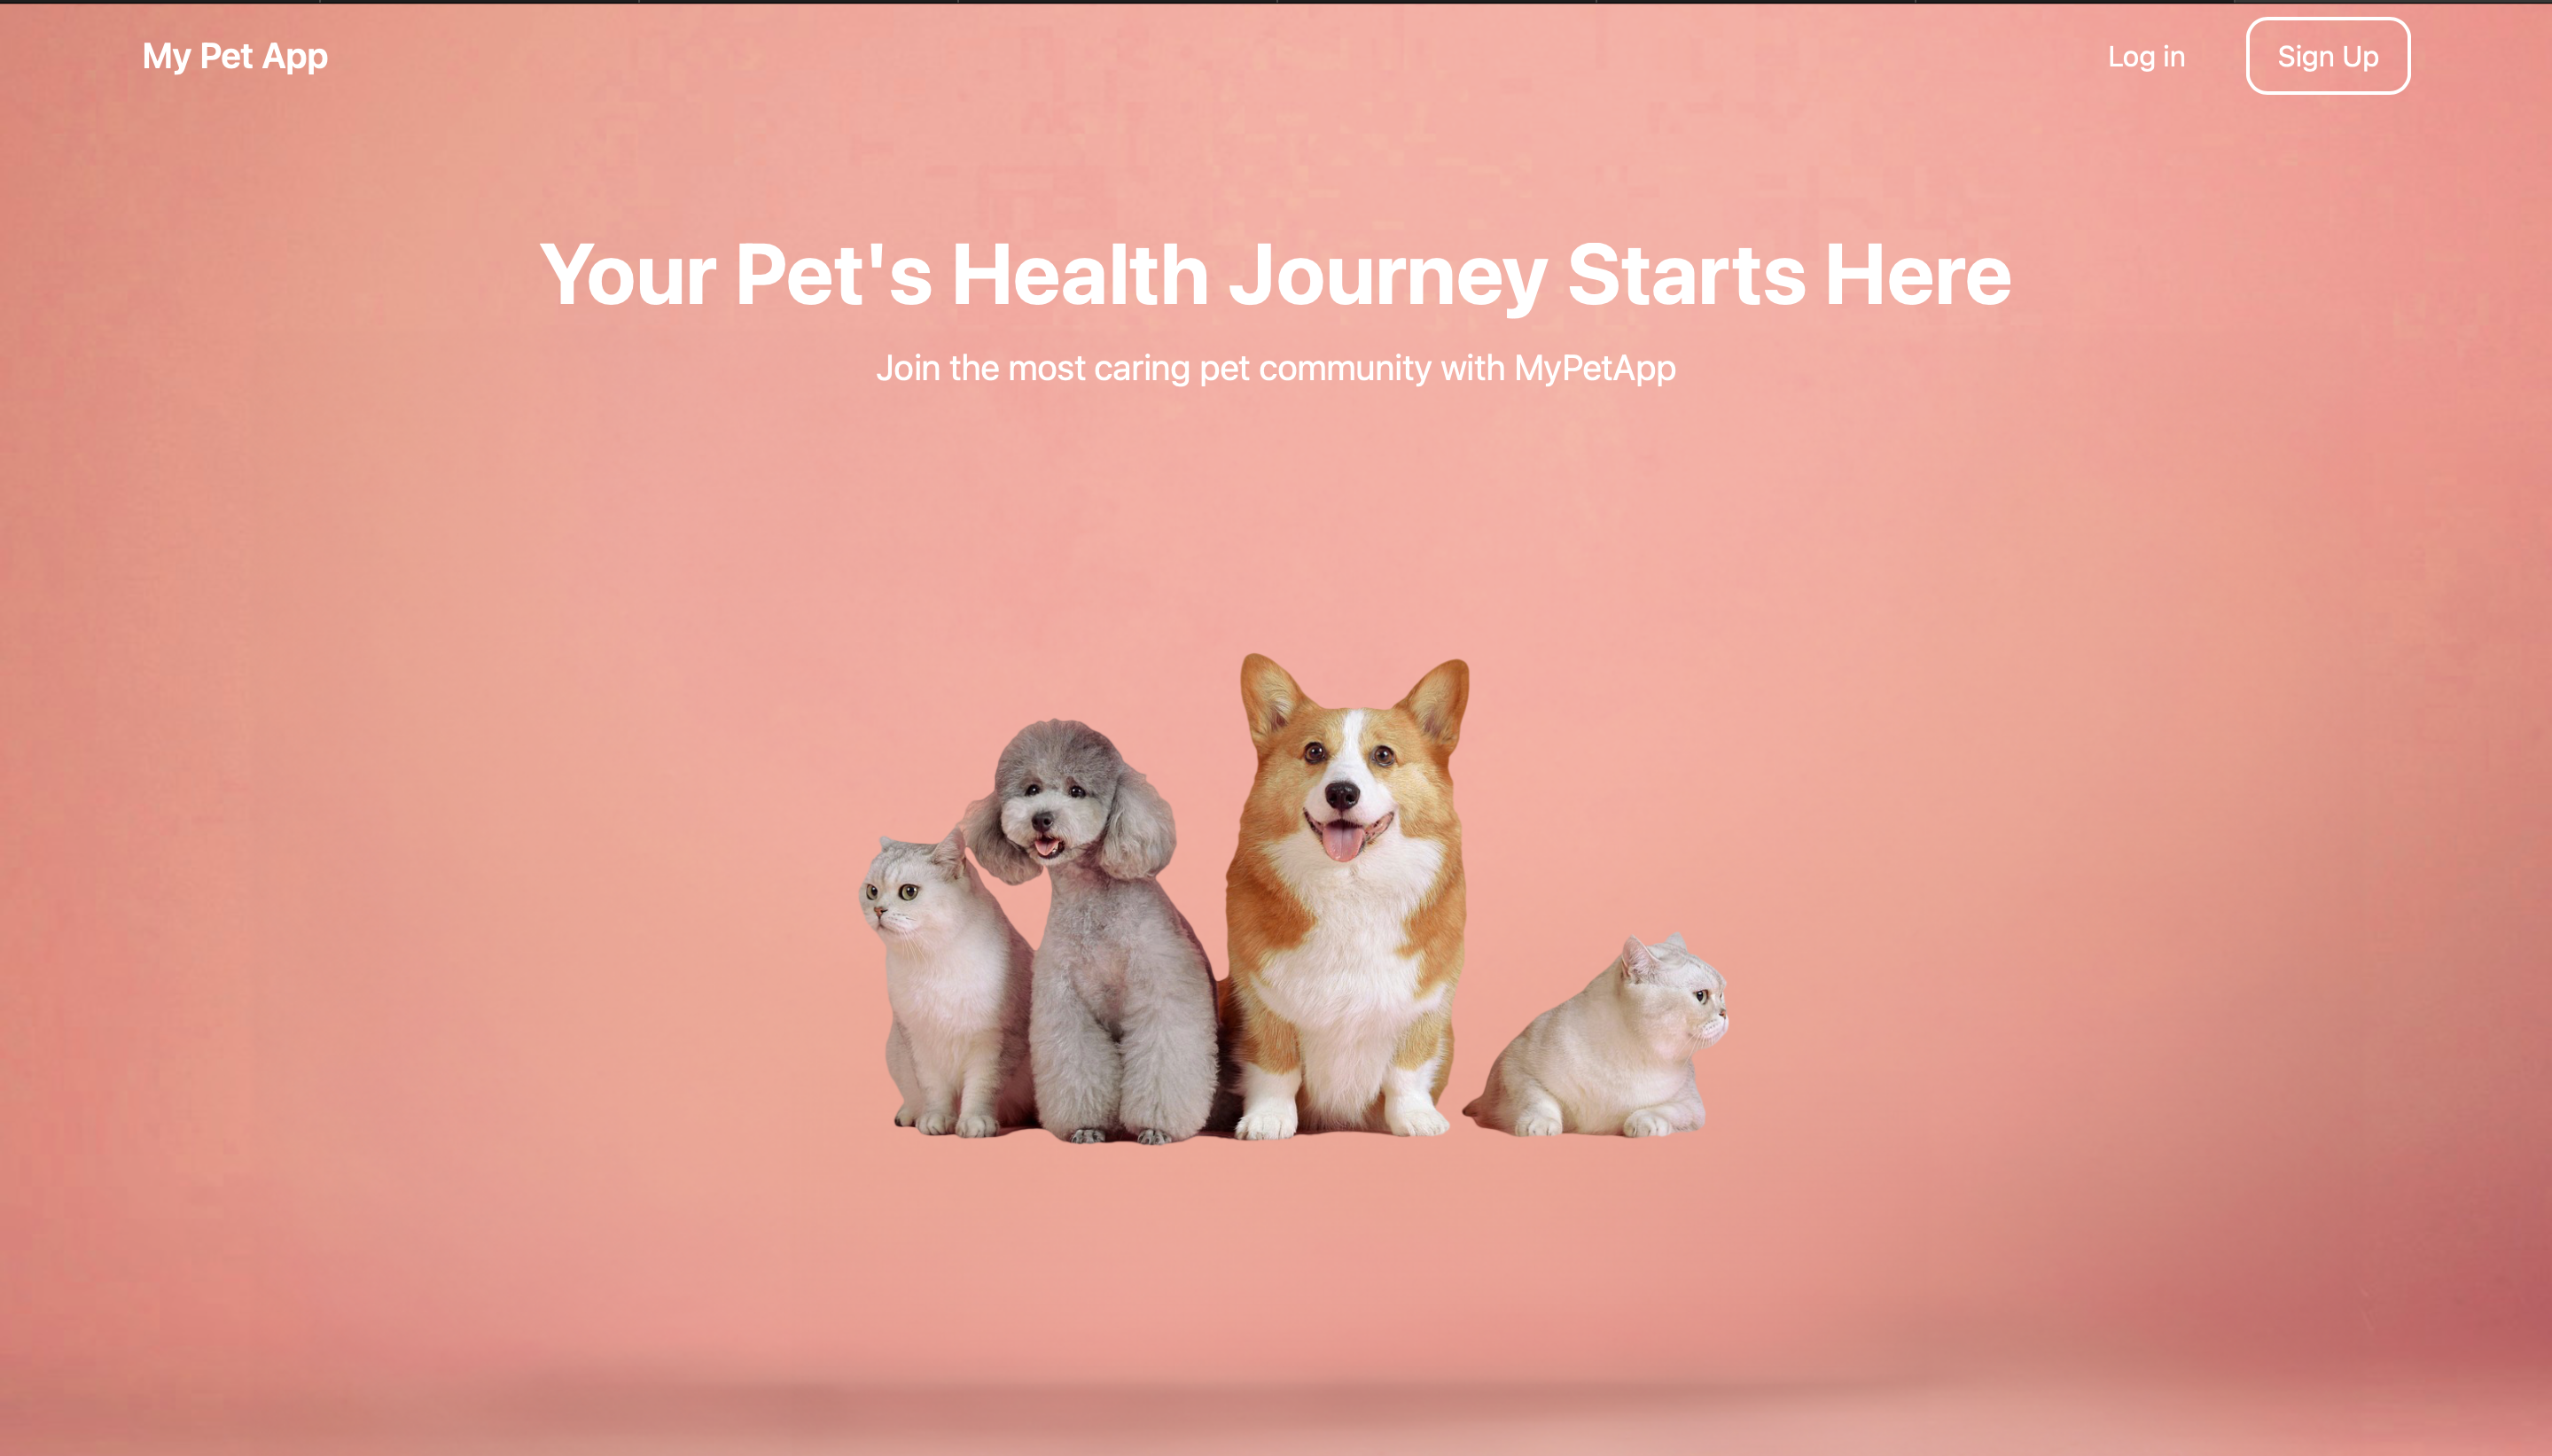 My Pet App
Log in
Sign Up
Your Pet's Health Journey Starts Here
Join the most caring pet community with MyPetApp